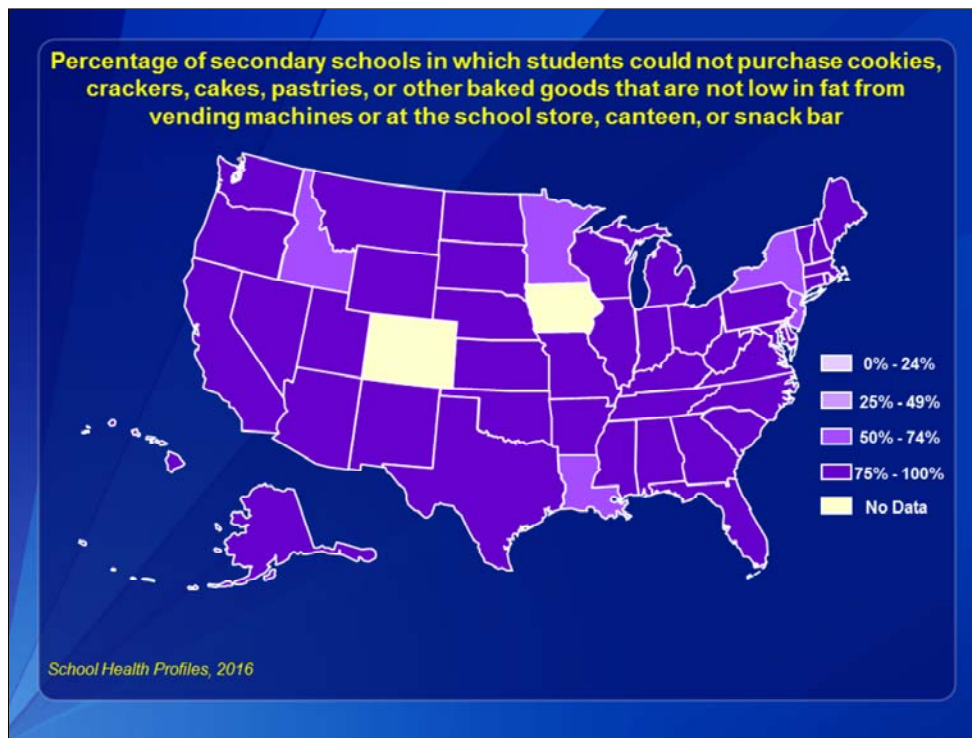 Percentage of secondary schools in which students could not purchase cookies,
crackers, cakes, pastries, or other baked goods that are not low in fat from
vending machines or at the school store, canteen, or snack bar
0% - 24%
25% - 49%
50% - 74%
75% - 100%
No Data
School Health Profiles, 2016